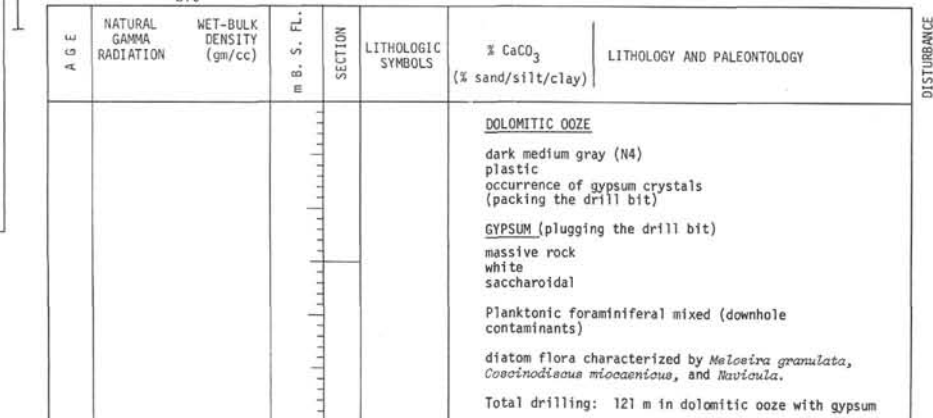 AGE
NATURAL GAMMA RADIATION
WET-BULK DENSITY (gm/cc)
m B. S. FL.
SECTION
LITHOLOGIC SYMBOLS
% CaCO3
(% sand/silt/clay)
LITHOLOGY AND PALEONTOLOGY
DISTURBANCE
DOLOMITIC OOZE
dark medium gray (N4)
plastic
occurrence of gypsum crystals
(packing the drill bit)
GYPSUM (plugging the drill bit)
massive rock
white
saccharoidal
Planktonic foraminiferal mixed (downhole
contaminants)
diatom flora characterized by Melosira granulata,
Coscinodiscus miocaenicus, and Navicula.
Total drilling: 121 m in dolomitic ooze with gypsum